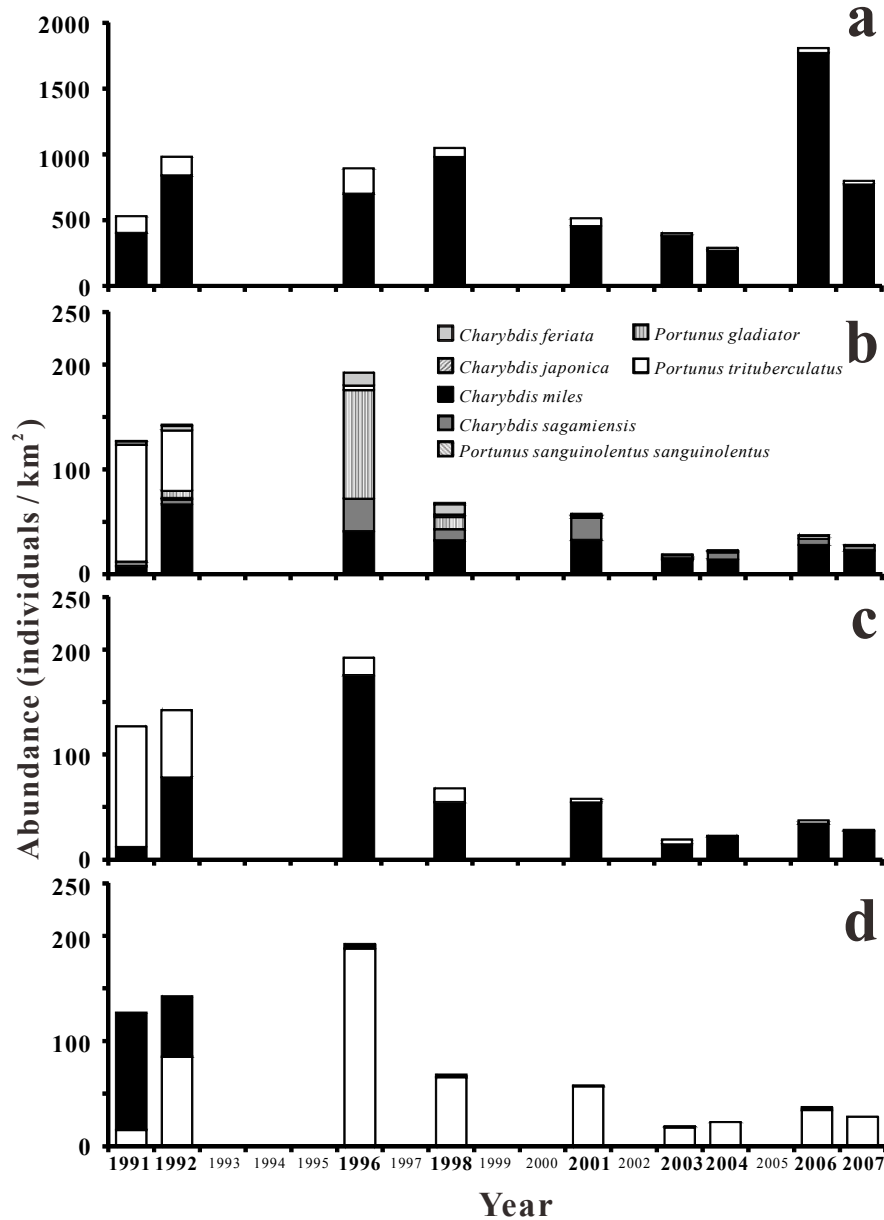 a
2000
1500
1000
500
0
b
250
200
100
0
Charybdis feriata
Portunus gladiator
Charybdis japonica
Portunus trituberculatus
Charybdis miles
Charybdis sagamiensis
Portunus sanguinolentus sanguinolentus
c
250
200
100
0
d
250
200
100
0
Abundance (individuals / km²)
1991 1992 1993 1994 1995 1996 1997 1998 1999 2000 2001 2002 2003 2004 2005 2006 2007
Year